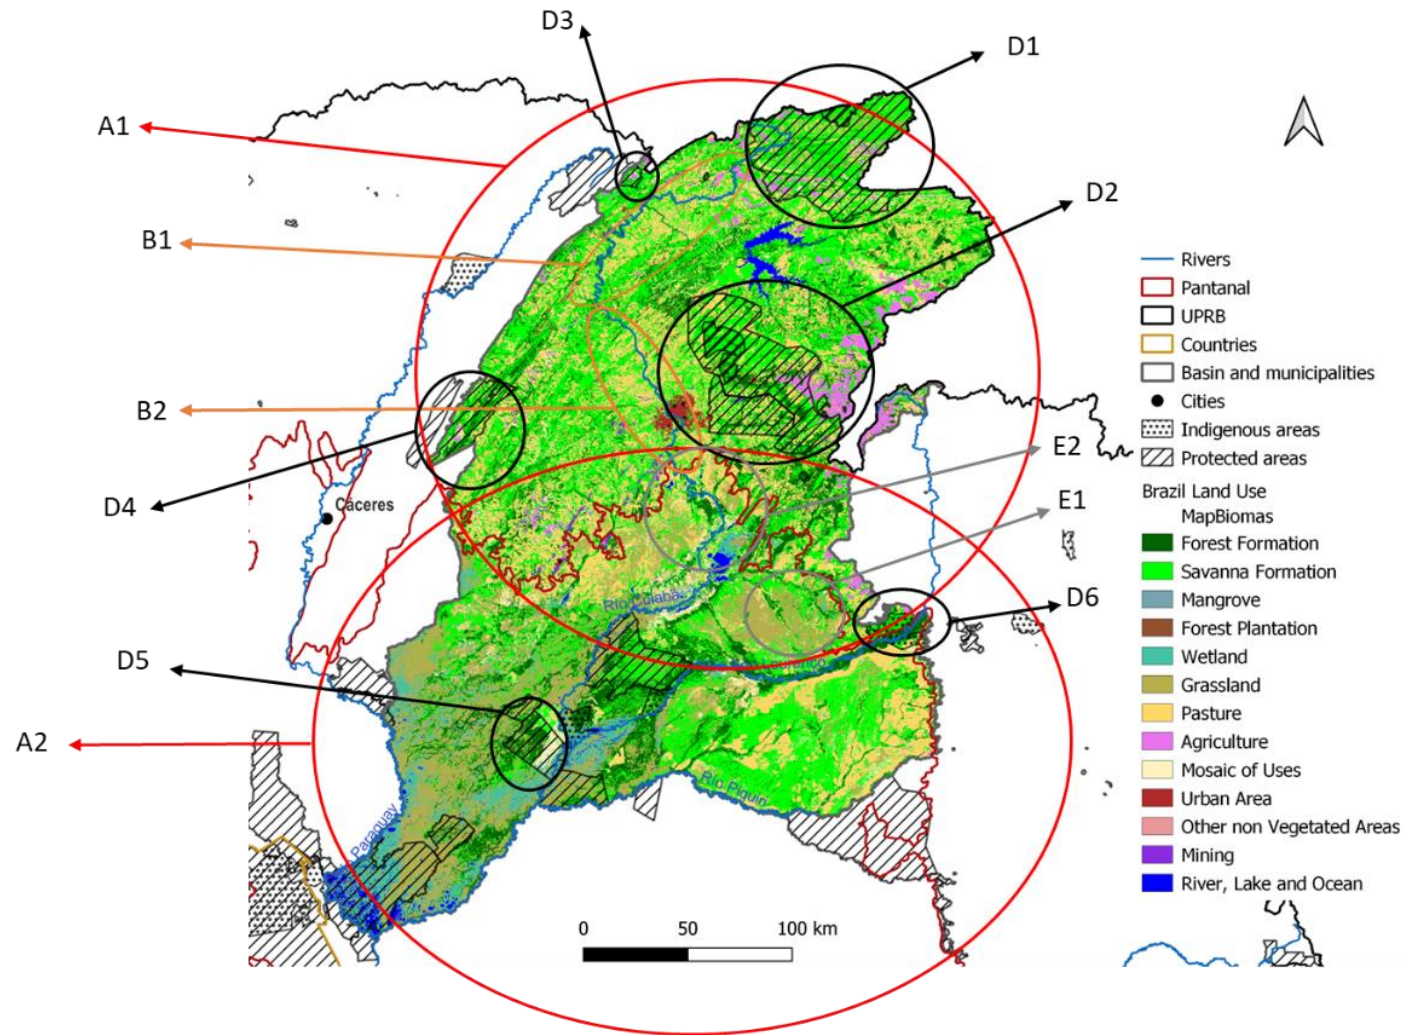 D3
D1
A1
D2
B1
Rivers
Pantanal
UPRB
Countries
Basin and municipalities
Cities
Indigenous areas
Protected areas
Brazil Land Use
MapBiomas
Forest Formation
Savanna Formation
Mangrove
Forest Plantation
Wetland
Grassland
Pasture
Agriculture
Mosaic of Uses
Urban Area
Other non Vegetated Areas
Mining
River, Lake and Ocean
B2
E2
E1
D4
Cáceres
D6
D5
A2
Río Piquiri
Paraguay
0 50 100 km